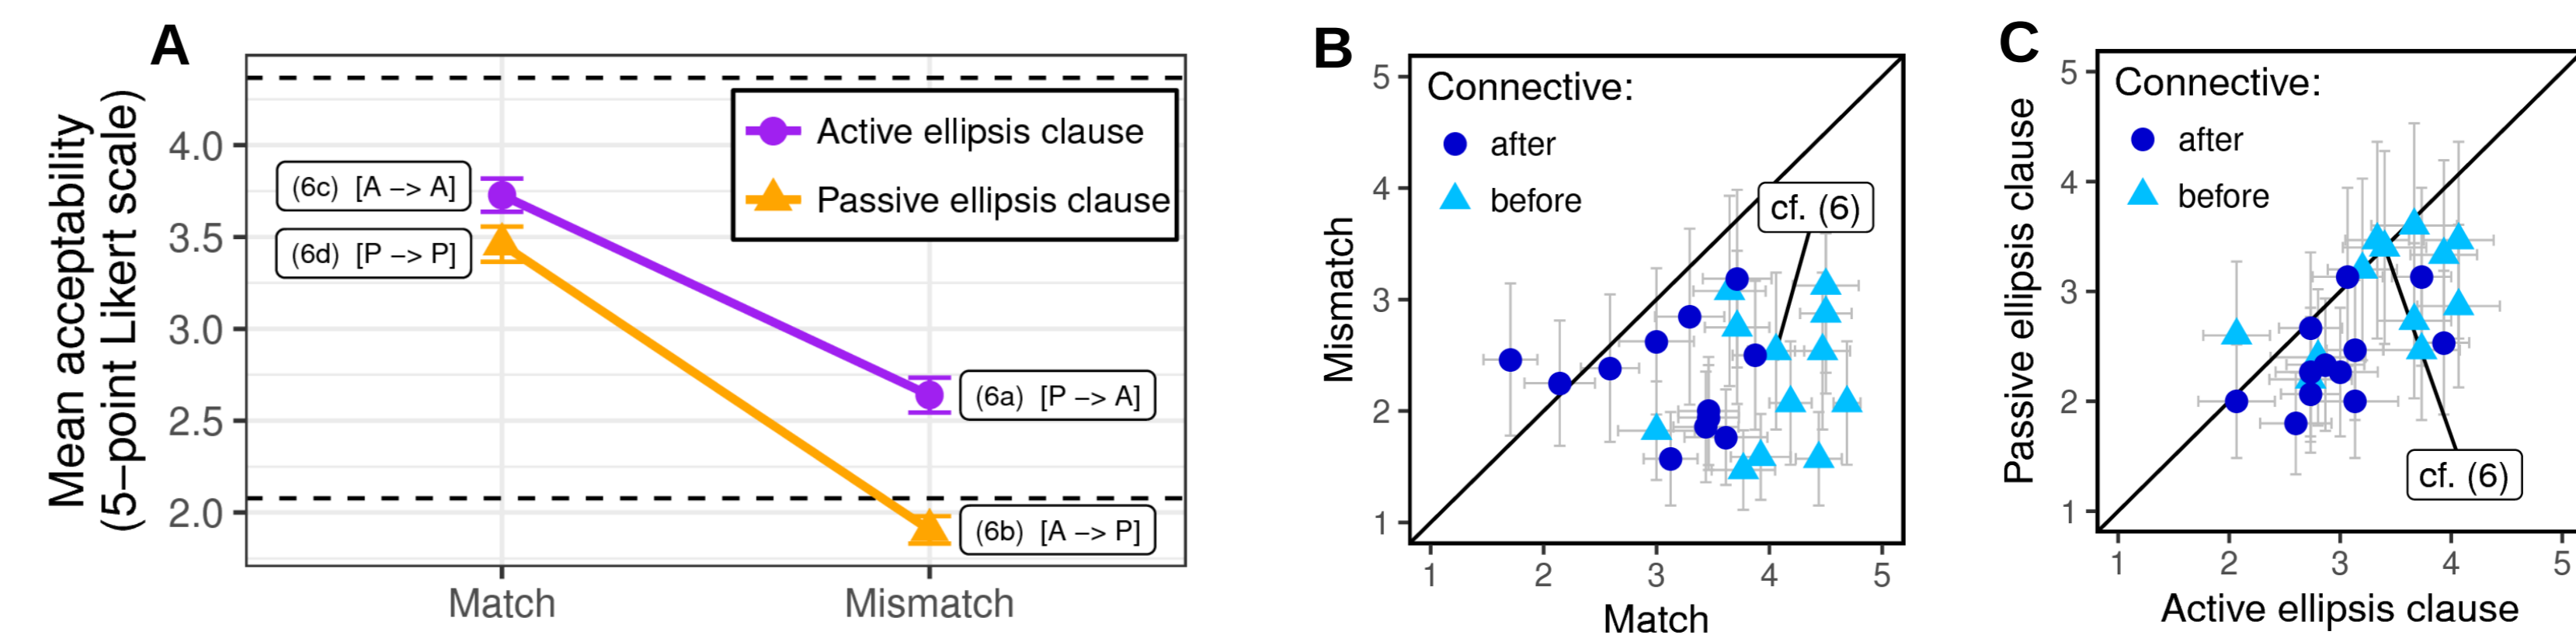 A
Mean acceptability
(5−point Likert scale)
4.0
3.5
3.0
2.5
2.0
Active ellipsis clause
Passive ellipsis clause
(6c) [A −> A]
(6d) [P −> P]
(6a) [P −> A]
(6b) [A −> P]
Match
Mismatch
B
Mismatch
5
4
3
2
1
Connective:
after
before
cf. (6)
1
2
3
4
5
Match
C
Passive ellipsis clause
5
4
3
2
1
Connective:
after
before
cf. (6)
1
2
3
4
5
Active ellipsis clause